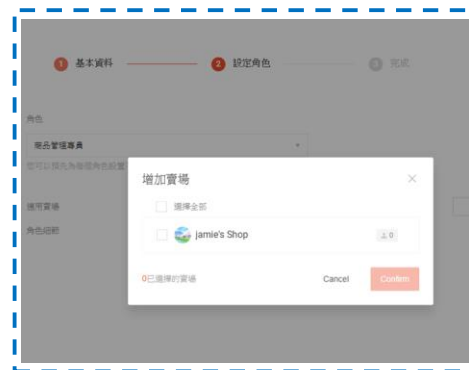 1 基本資料 2 設定角色 3 完成
角色
商品管理專員
您可以預先為每個角色設置
適用賣場
角色細節
增加賣場
選擇全部
jamie's Shop 0
0已選擇的賣場 Cancel Confirm